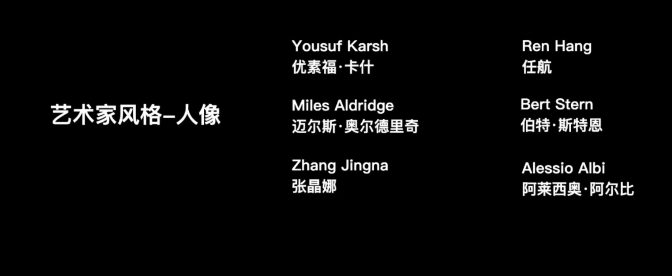 艺术家风格-人像
Yousuf Karsh
优素福·卡什
Miles Aldridge
迈尔斯·奥尔德里奇
Zhang Jingna
张晶娜
Ren Hang
任航
Bert Stern
伯特·斯特恩
Alessio Albi
阿莱西奥·阿尔比